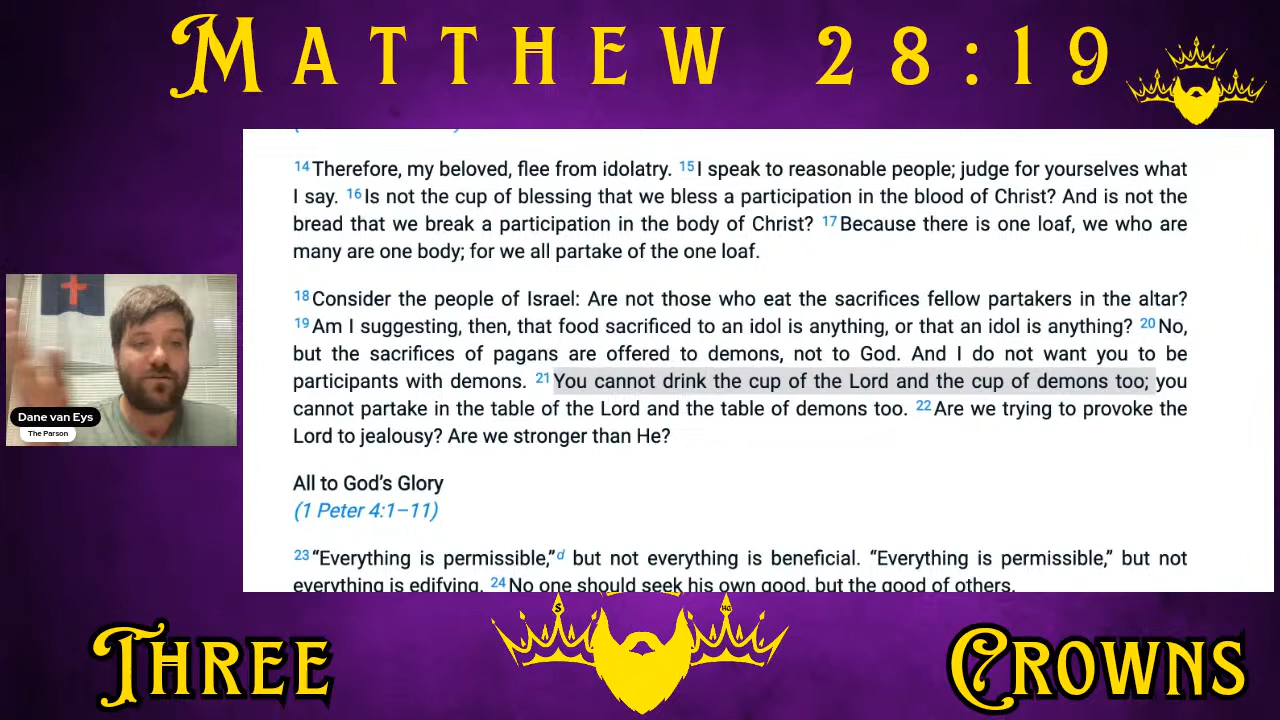 MATTHEW 28:19
14 Therefore, my beloved, flee from idolatry. 15 I speak to reasonable people; judge for yourselves what
I say. 16 Is not the cup of blessing that we bless a participation in the blood of Christ? And is not the
bread that we break a participation in the body of Christ? 17 Because there is one loaf, we who are
many are one body; for we all partake of the one loaf.
18 Consider the people of Israel: Are not those who eat the sacrifices fellow partakers in the altar?
19 Am I suggesting, then, that food sacrificed to an idol is anything, or that an idol is anything? 20 No,
but the sacrifices of pagans are offered to demons, not to God. And I do not want you to be
participants with demons. 21 You cannot drink the cup of the Lord and the cup of demons too; you
cannot partake in the table of the Lord and the table of demons too. 22 Are we trying to provoke the
Lord to jealousy? Are we stronger than He?
All to God’s Glory
(1 Peter 4:1–11)
23 “Everything is permissible,” d but not everything is beneficial. “Everything is permissible,” but not
everything is edifying. 24 No one should seek his own good, but the good of others.
Dane van Eys
The Parson
S
HG
THREE
CROWNS